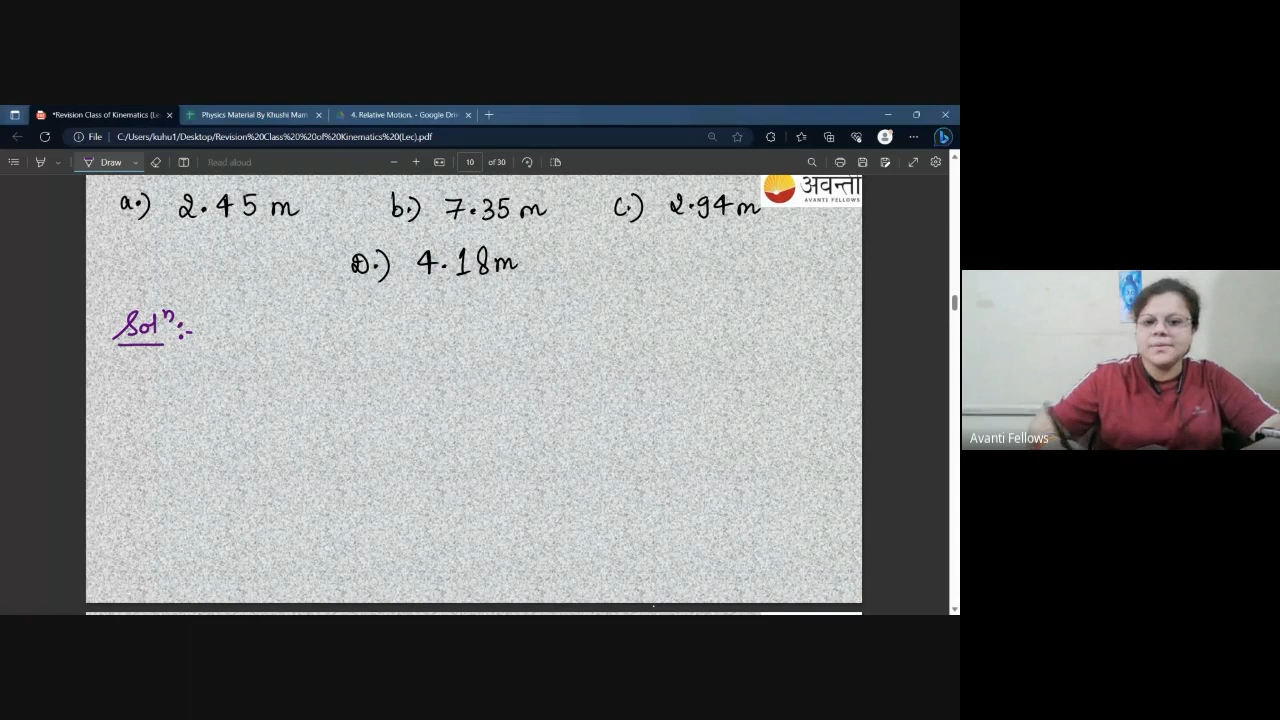 *Revision Class of Kinematics (Le
Physics Material By Khushi Mam
4. Relative Motion. - Google Dri
File
C:/Users/kuhu1/Desktop/Revision%20Class%20%20of%20Kinematics%20(Lec).pdf
Draw
Read aloud
10 of 30
अवन्ती
AVANTI FELLOWS
a.) 2.45 m b.) 7.35 m c.) 2.94 m
D.) 4.18m
Solⁿ:-
Avanti Fellows